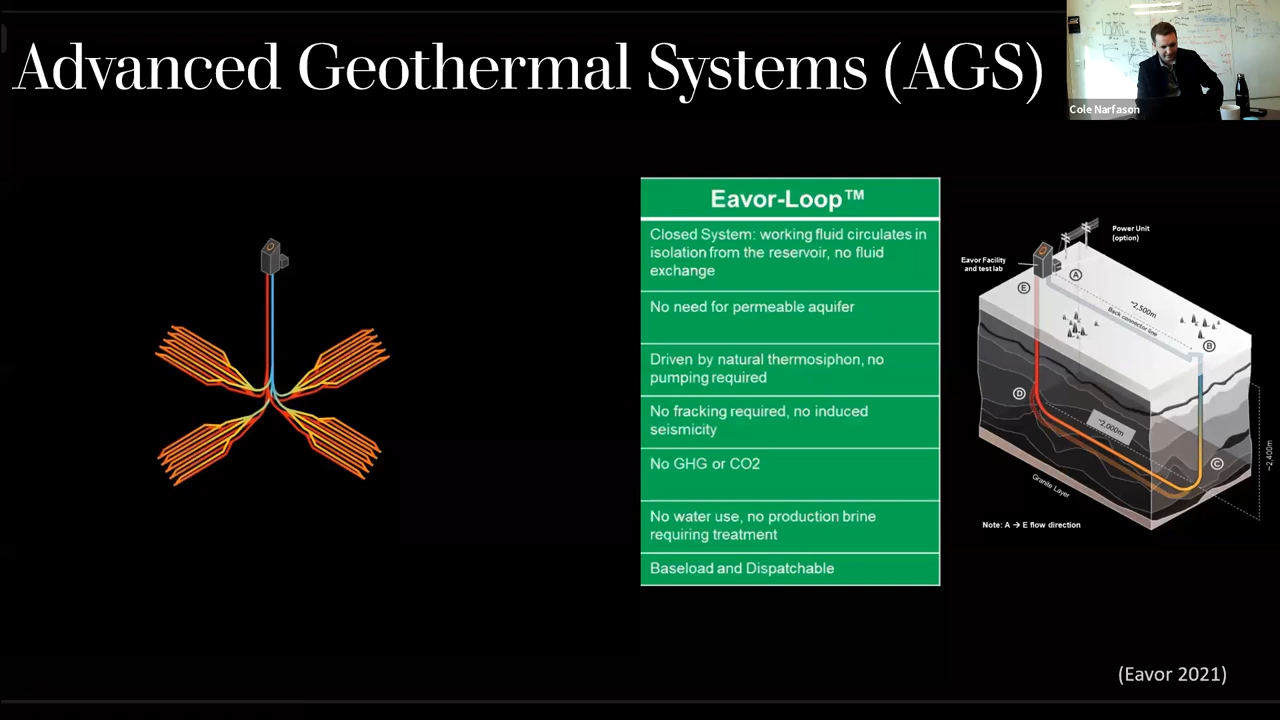 Advanced Geothermal Systems (AGS)
Cole Narfason
Eavor-Loop™
Closed System: working fluid circulates in
isolation from the reservoir, no fluid
exchange
No need for permeable aquifer
Driven by natural thermosiphon, no
pumping required
No fracking required, no induced
seismicity
No GHG or CO2
No water use, no production brine
requiring treatment
Baseload and Dispatchable
Power Unit
(option)
Eavor Facility
and test lab
A
E
~2,500m
Back connector line
B
D
~2,000m
C
~2,400m
Granite Layer
Note: A → E flow direction
(Eavor 2021)